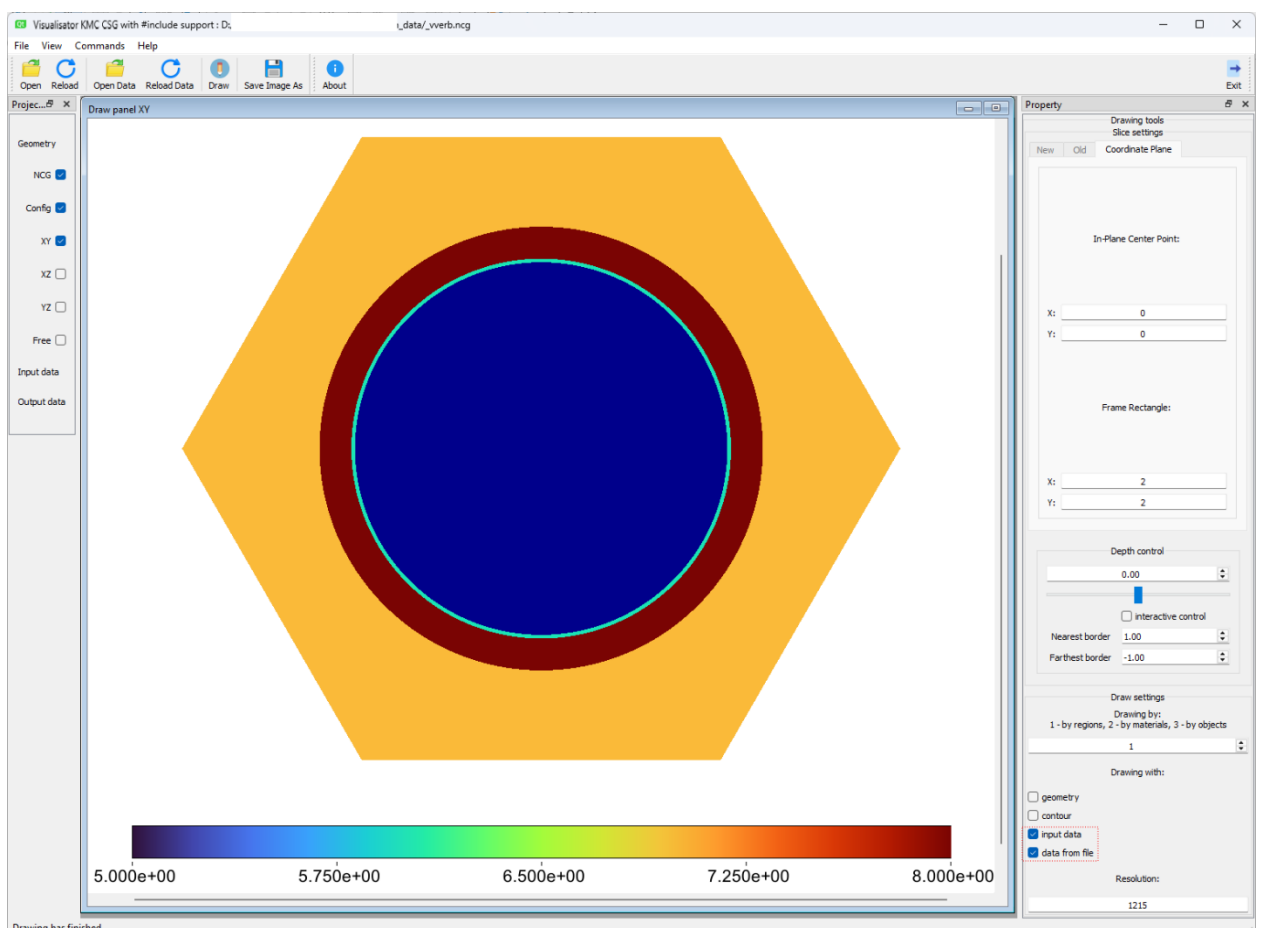 Visualisator KMC CSG with #include support : D:
_data/_vverb.ncg
File View Commands Help
Open Reload Open Data Reload Data Draw Save Image As About Exit
Projec...
Draw panel XY
Property
Geometry
NCG
Config
XY
XZ
YZ
Free
Input data
Output data
5.000e+00 5.750e+00 6.500e+00 7.250e+00 8.000e+00
Drawing tools
Slice settings
New Old Coordinate Plane
In-Plane Center Point:
X: 0
Y: 0
Frame Rectangle:
X: 2
Y: 2
Depth control
0.00
interactive control
Nearest border 1.00
Farthest border -1.00
Draw settings
Drawing by:
1 - by regions, 2 - by materials, 3 - by objects
1
Drawing with:
geometry
contour
input data
data from file
Resolution:
1215
Drawing has finished